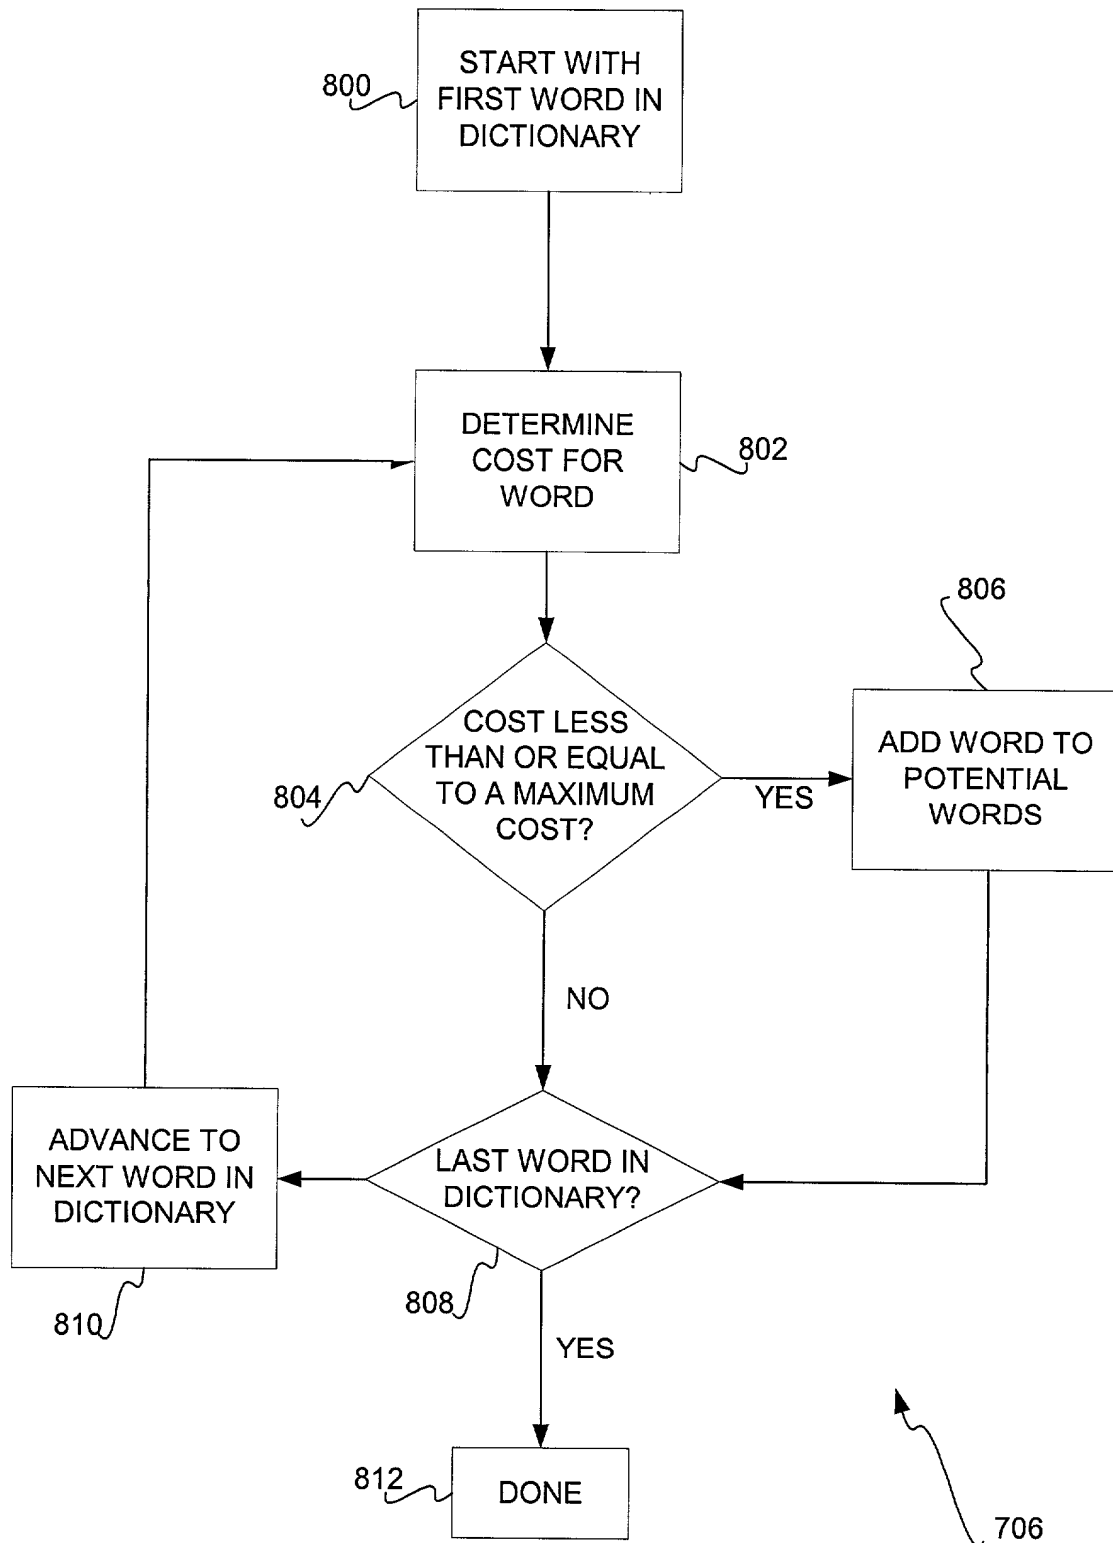 800
START WITH
FIRST WORD IN
DICTIONARY
DETERMINE
COST FOR
WORD
802
806
COST LESS
THAN OR EQUAL
TO A MAXIMUM
COST?
804
YES
ADD WORD TO
POTENTIAL
WORDS
NO
ADVANCE TO
NEXT WORD IN
DICTIONARY
810
LAST WORD IN
DICTIONARY?
808
YES
812
DONE
706